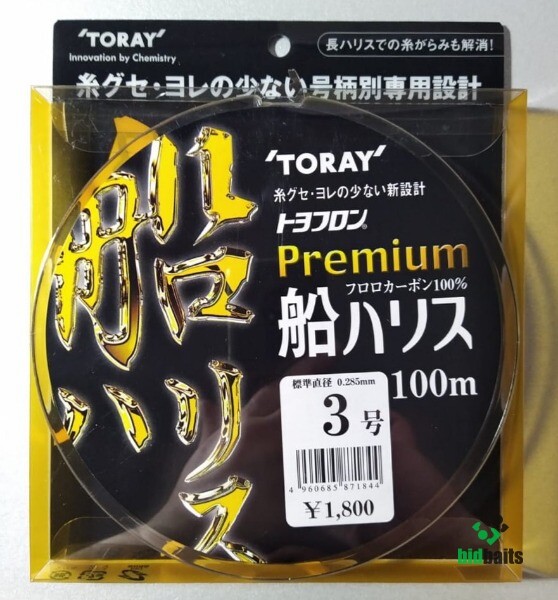 'TORAY'
Innovation by Chemistry
長ハリスでの糸がらみも解消!
糸グセ・ヨレの少ない号柄別専用設計
船ハリス
'TORAY'
糸グセ・ヨレの少ない新設計
トヨフロン®
Premium
フロロカーボン100%
船ハリス
100m
標準直径 0.285mm
3号
4 960685 871844
¥1,800
bidbaits